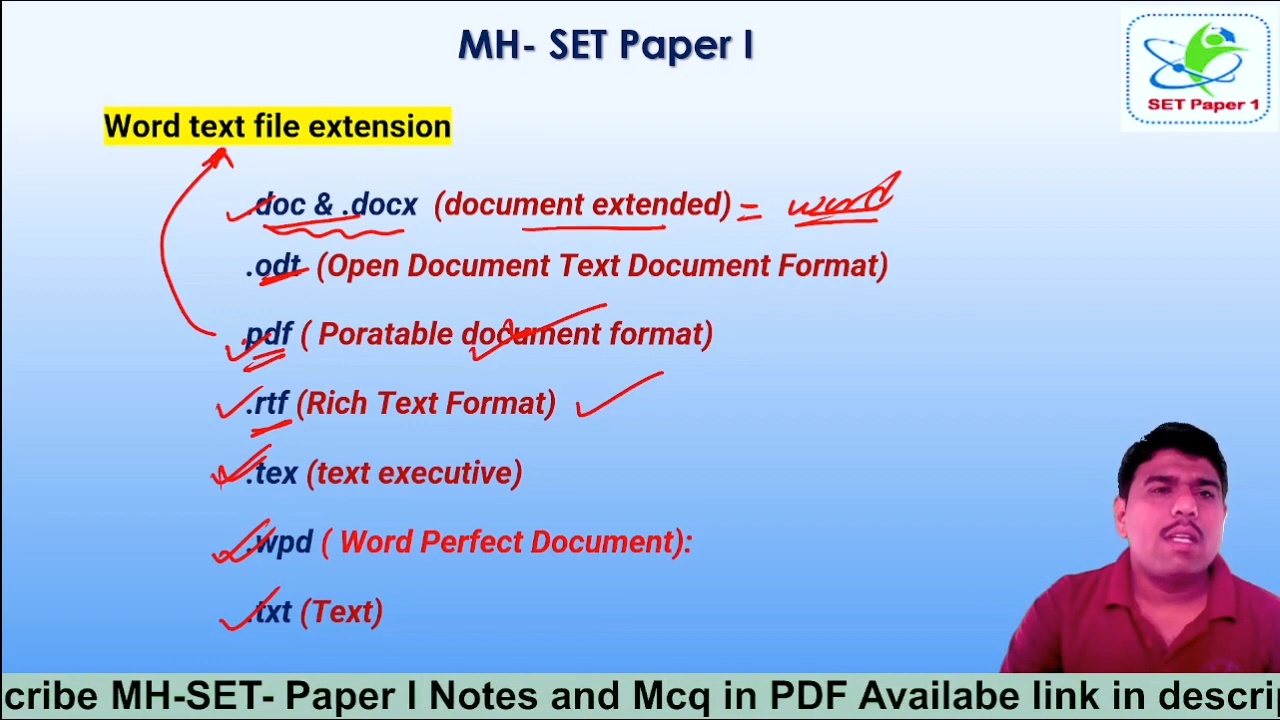 MH- SET Paper I
SET Paper 1
Word text file extension
.doc & .docx (document extended) = word
.odt (Open Document Text Document Format)
.pdf ( Poratable document format)
.rtf (Rich Text Format)
.tex (text executive)
.wpd ( Word Perfect Document):
.txt (Text)
cribe MH-SET- Paper I Notes and Mcq in PDF Availabe link in descrip